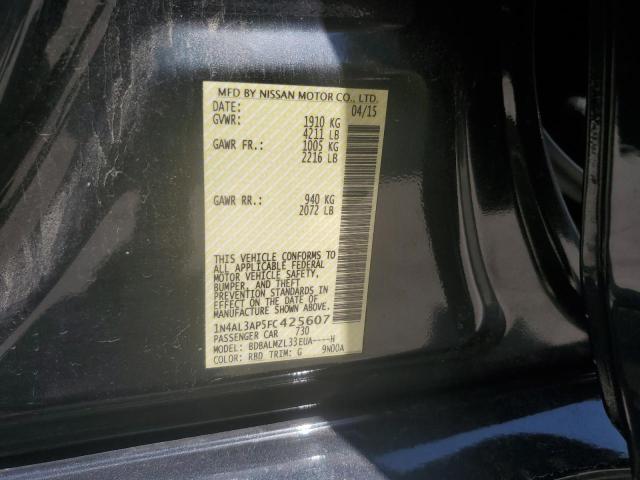 MFD BY NISSAN MOTOR CO., LTD.
DATE: 04/15
GVWR: 1910 KG
4211 LB
GAWR FR.: 1005 KG
2216 LB
GAWR RR.: 940 KG
2072 LB
THIS VEHICLE CONFORMS TO
ALL APPLICABLE FEDERAL
MOTOR VEHICLE SAFETY,
BUMPER, AND THEFT
PREVENTION STANDARDS IN
EFFECT ON THE DATE OF
MANUFACTURE SHOWN ABOVE.
1N4AL3AP5FC425607
PASSENGER CAR 730
MODEL: BDBALMZL33EUA----H
COLOR: RBD TRIM: G 9N00A